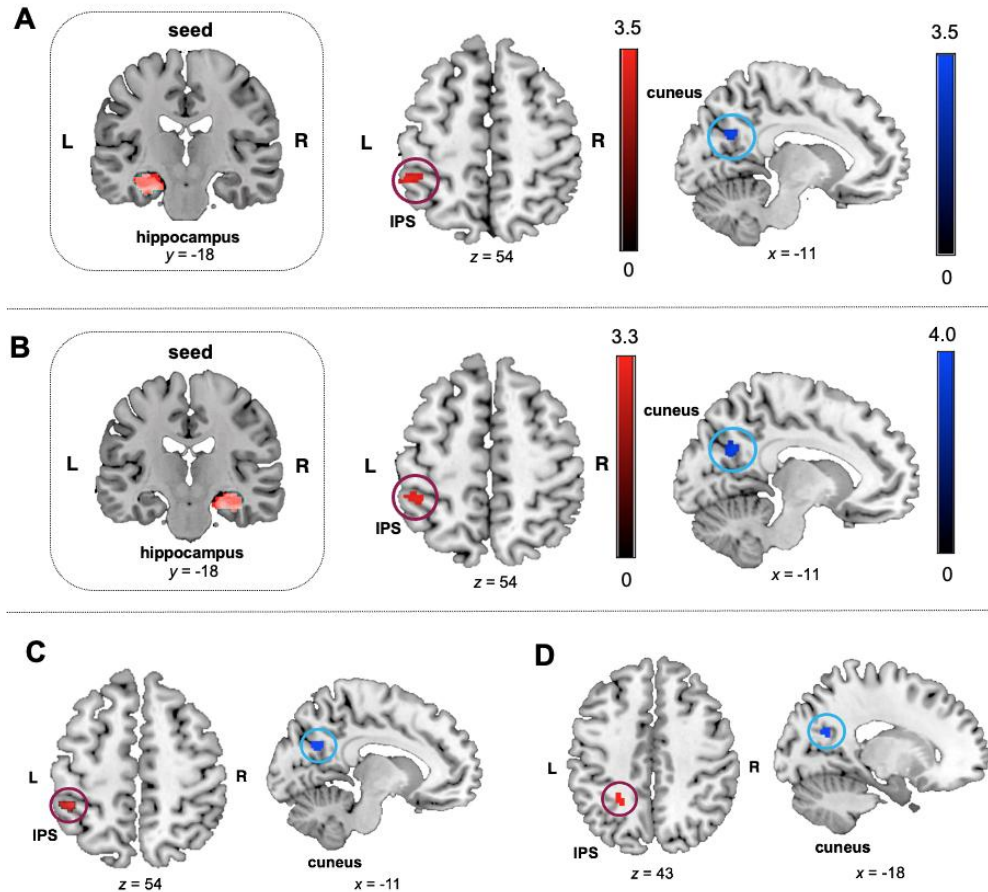 A
seed
L
R
hippocampus
y = -18
L
R
IPS
z = 54
3.5
0
cuneus
x = -11
3.5
0
B
seed
L
R
hippocampus
y = -18
L
R
IPS
z = 54
3.3
0
cuneus
x = -11
4.0
0
C
L
R
IPS
z = 54
cuneus
x = -11
D
L
R
IPS
z = 43
cuneus
x = -18